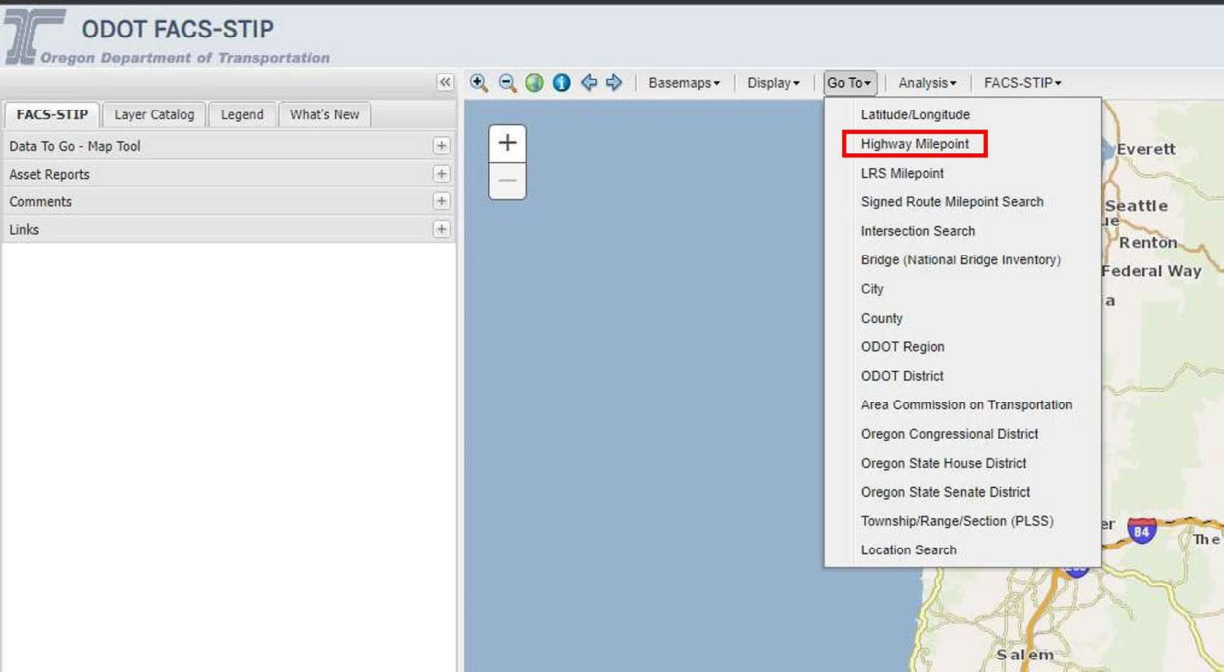 ODOT FACS-STIP
Oregon Department of Transportation
Basemaps
Display
Go To
Analysis
FACS-STIP
FACS-STIP
Layer Catalog
Legend
What's New
Data To Go - Map Tool
Asset Reports
Comments
Links
Latitude/Longitude
Highway Milepoint
LRS Milepoint
Signed Route Milepoint Search
Intersection Search
Bridge (National Bridge Inventory)
City
County
ODOT Region
ODOT District
Area Commission on Transportation
Oregon Congressional District
Oregon State House District
Oregon State Senate District
Township/Range/Section (PLSS)
Location Search
Everett
Seattle
ue
Renton
Federal Way
a
er
84
The
Salem